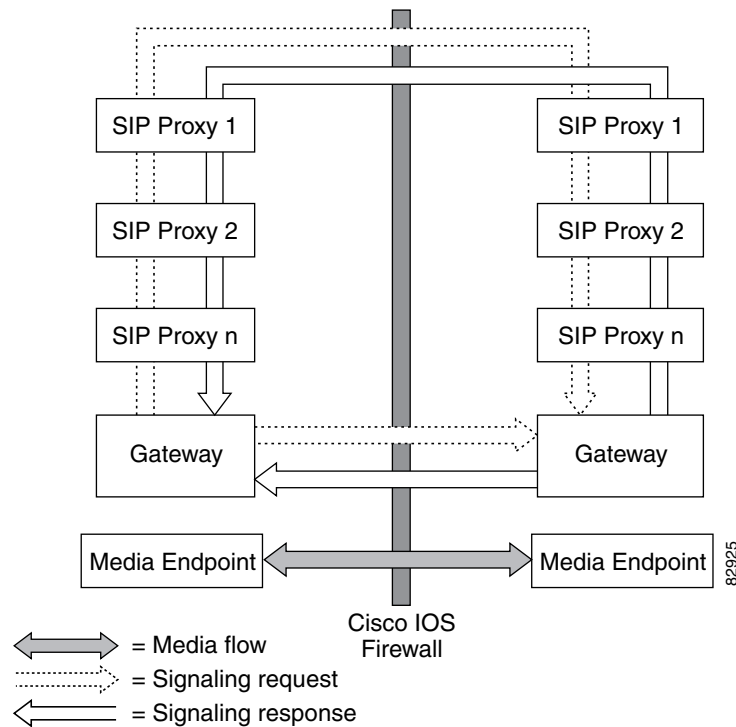 SIP Proxy 1
SIP Proxy 1
SIP Proxy 2
SIP Proxy 2
SIP Proxy n
SIP Proxy n
Gateway
Gateway
Media Endpoint
Media Endpoint
82925
Cisco IOS
Firewall
= Media flow
= Signaling request
= Signaling response